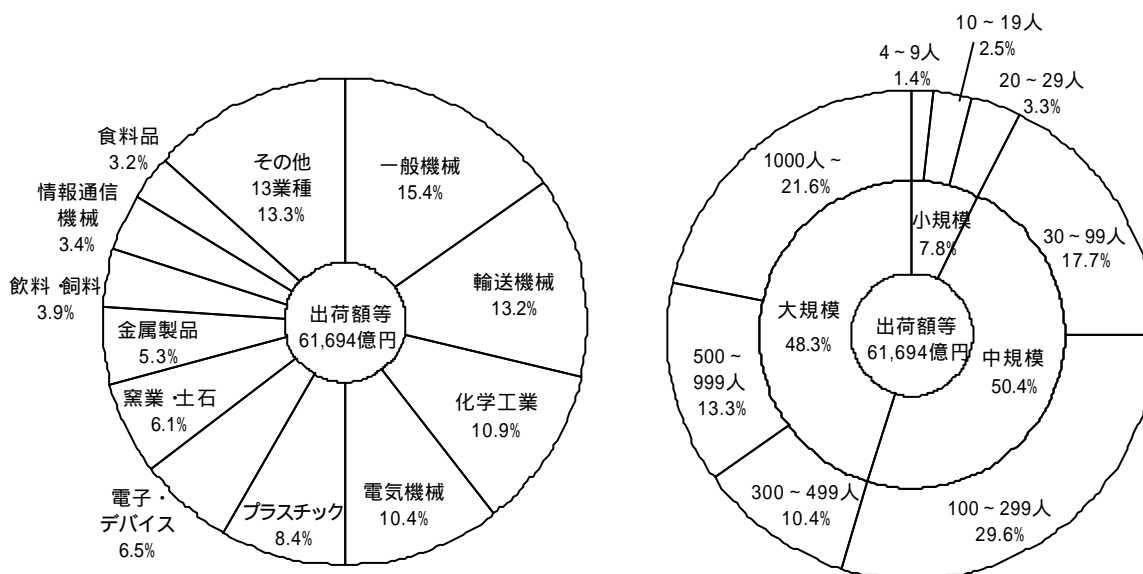 一般機械
15.4%
輸送機械
13.2%
化学工業
10.9%
電気機械
10.4%
プラスチック
8.4%
電子・
デバイス
6.5%
窯業・土石
6.1%
金属製品
5.3%
飲料・飼料
3.9%
情報通信
機械
3.4%
食料品
3.2%
その他
13業種
13.3%
出荷額等
61,694億円
4~9人
1.4%
10~19人
2.5%
20~29人
3.3%
30~99人
17.7%
100~299人
29.6%
300~499人
10.4%
500~
999人
13.3%
1000人~
21.6%
小規模
7.8%
中規模
50.4%
大規模
48.3%
出荷額等
61,694億円